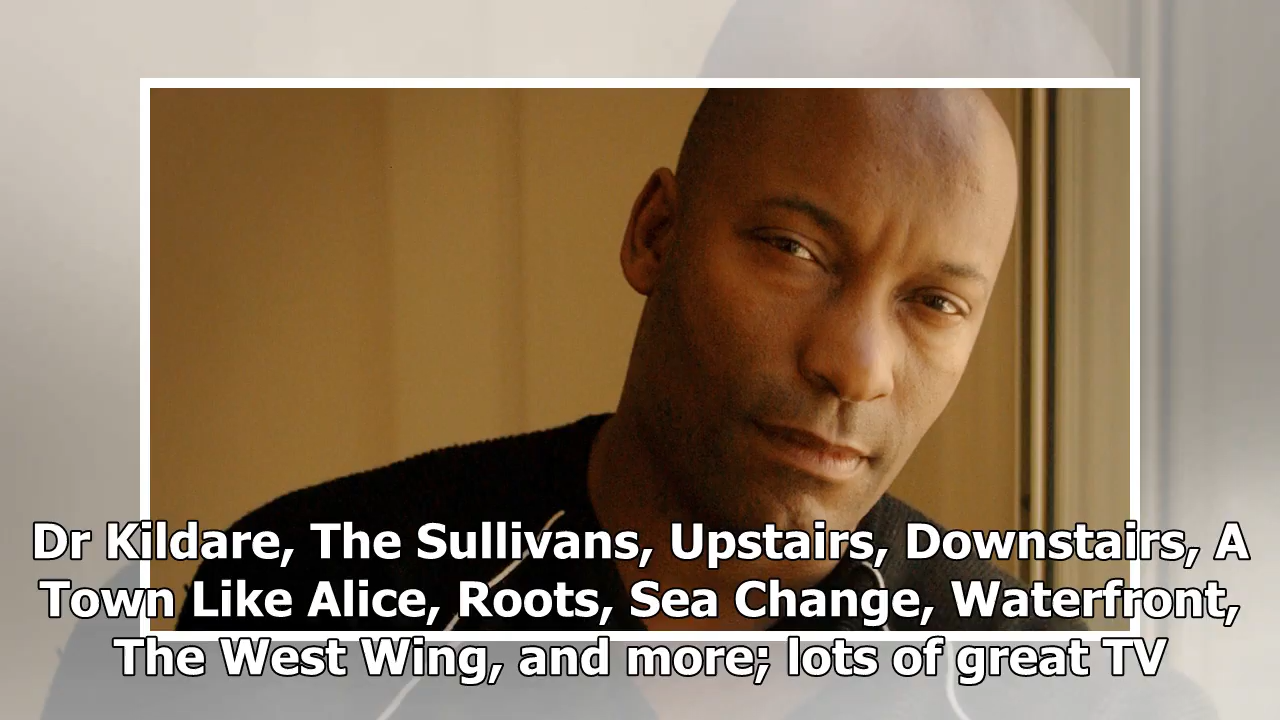 Dr Kildare, The Sullivans, Upstairs, Downstairs, A
Town Like Alice, Roots, Sea Change, Waterfront,
The West Wing, and more; lots of great TV